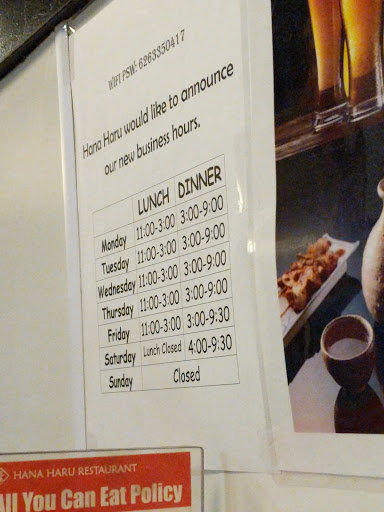 WIFI PSW: 6263350417
Hana Haru would like to announce
our new business hours.
LUNCH DINNER
Monday 11:00-3:00 3:00-9:00
Tuesday 11:00-3:00 3:00-9:00
Wednesday 11:00-3:00 3:00-9:00
Thursday 11:00-3:00 3:00-9:00
Friday 11:00-3:00 3:00-9:30
Saturday Lunch Closed 4:00-9:30
Sunday Closed
HANA HARU RESTAURANT
All You Can Eat Policy